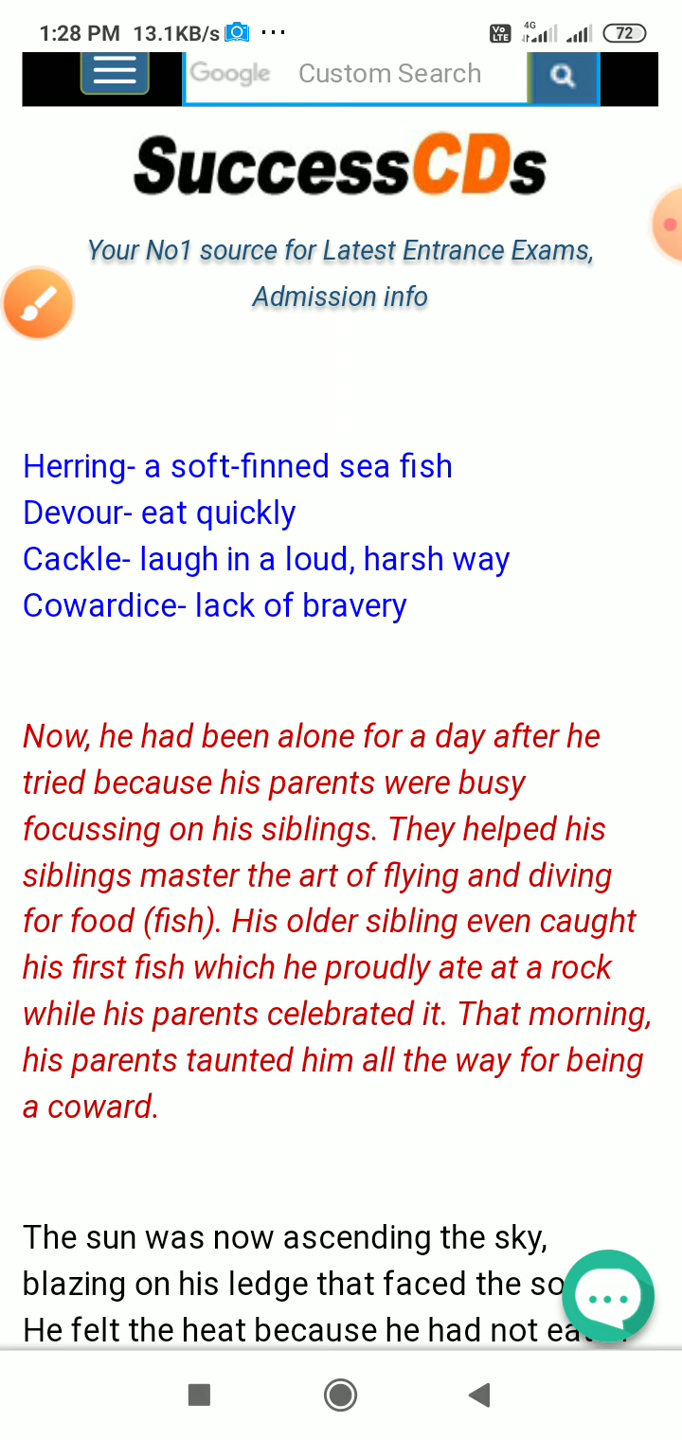 1:28 PM 13.1KB/s ... Vo LTE 4G 72
Google Custom Search
SuccessCDs
Your No1 source for Latest Entrance Exams,
Admission info
Herring- a soft-finned sea fish
Devour- eat quickly
Cackle- laugh in a loud, harsh way
Cowardice- lack of bravery
Now, he had been alone for a day after he
tried because his parents were busy
focussing on his siblings. They helped his
siblings master the art of flying and diving
for food (fish). His older sibling even caught
his first fish which he proudly ate at a rock
while his parents celebrated it. That morning,
his parents taunted him all the way for being
a coward.
The sun was now ascending the sky,
blazing on his ledge that faced the
He felt the heat because he had not